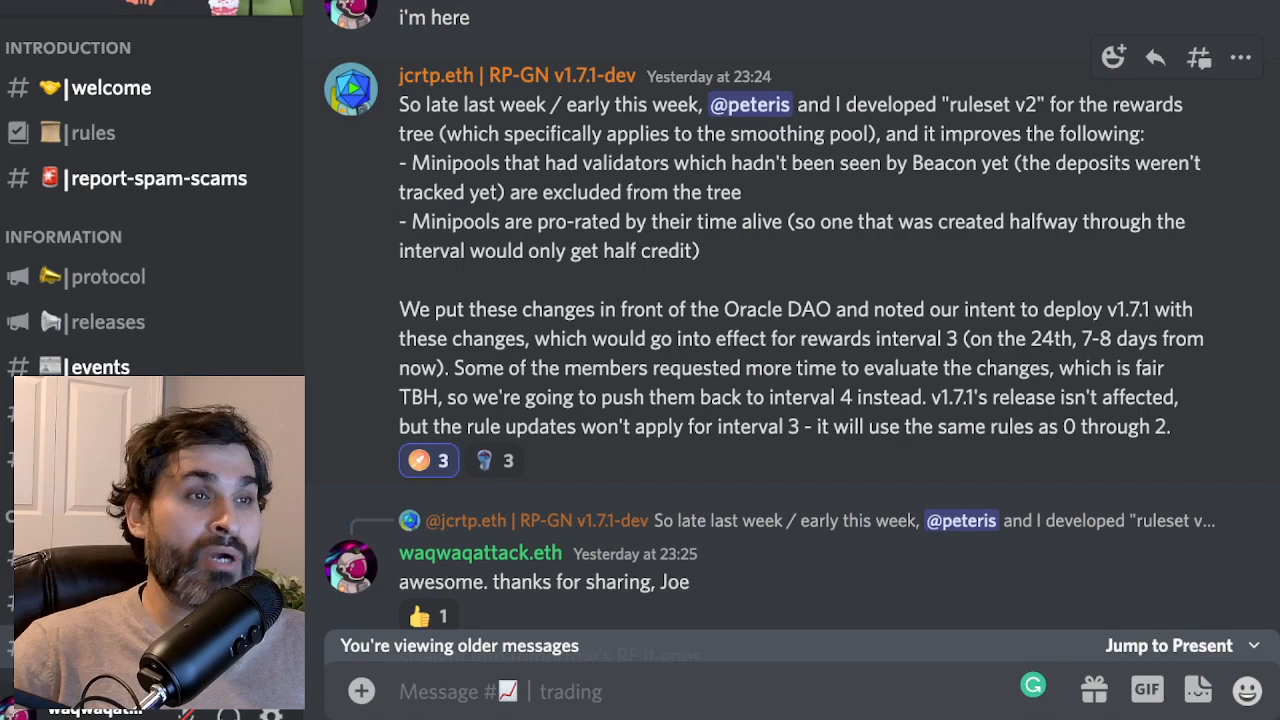 INTRODUCTION
# 🤝|welcome
📜|rules
# 🚨|report-spam-scams
INFORMATION
📣|protocol
📢|releases
# 📰|events
waqwaqat...
i'm here
jcrtp.eth | RP-GN v1.7.1-dev Yesterday at 23:24
So late last week / early this week, @peteris and I developed "ruleset v2" for the rewards
tree (which specifically applies to the smoothing pool), and it improves the following:
- Minipools that had validators which hadn't been seen by Beacon yet (the deposits weren't
tracked yet) are excluded from the tree
- Minipools are pro-rated by their time alive (so one that was created halfway through the
interval would only get half credit)
We put these changes in front of the Oracle DAO and noted our intent to deploy v1.7.1 with
these changes, which would go into effect for rewards interval 3 (on the 24th, 7-8 days from
now). Some of the members requested more time to evaluate the changes, which is fair
TBH, so we're going to push them back to interval 4 instead. v1.7.1's release isn't affected,
but the rule updates won't apply for interval 3 - it will use the same rules as 0 through 2.
3 3
@jcrtp.eth | RP-GN v1.7.1-dev So late last week / early this week, @peteris and I developed "ruleset v...
waqwaqattack.eth Yesterday at 23:25
awesome. thanks for sharing, Joe
👍 1
You're viewing older messages Jump to Present
Message #📈 | trading GIF